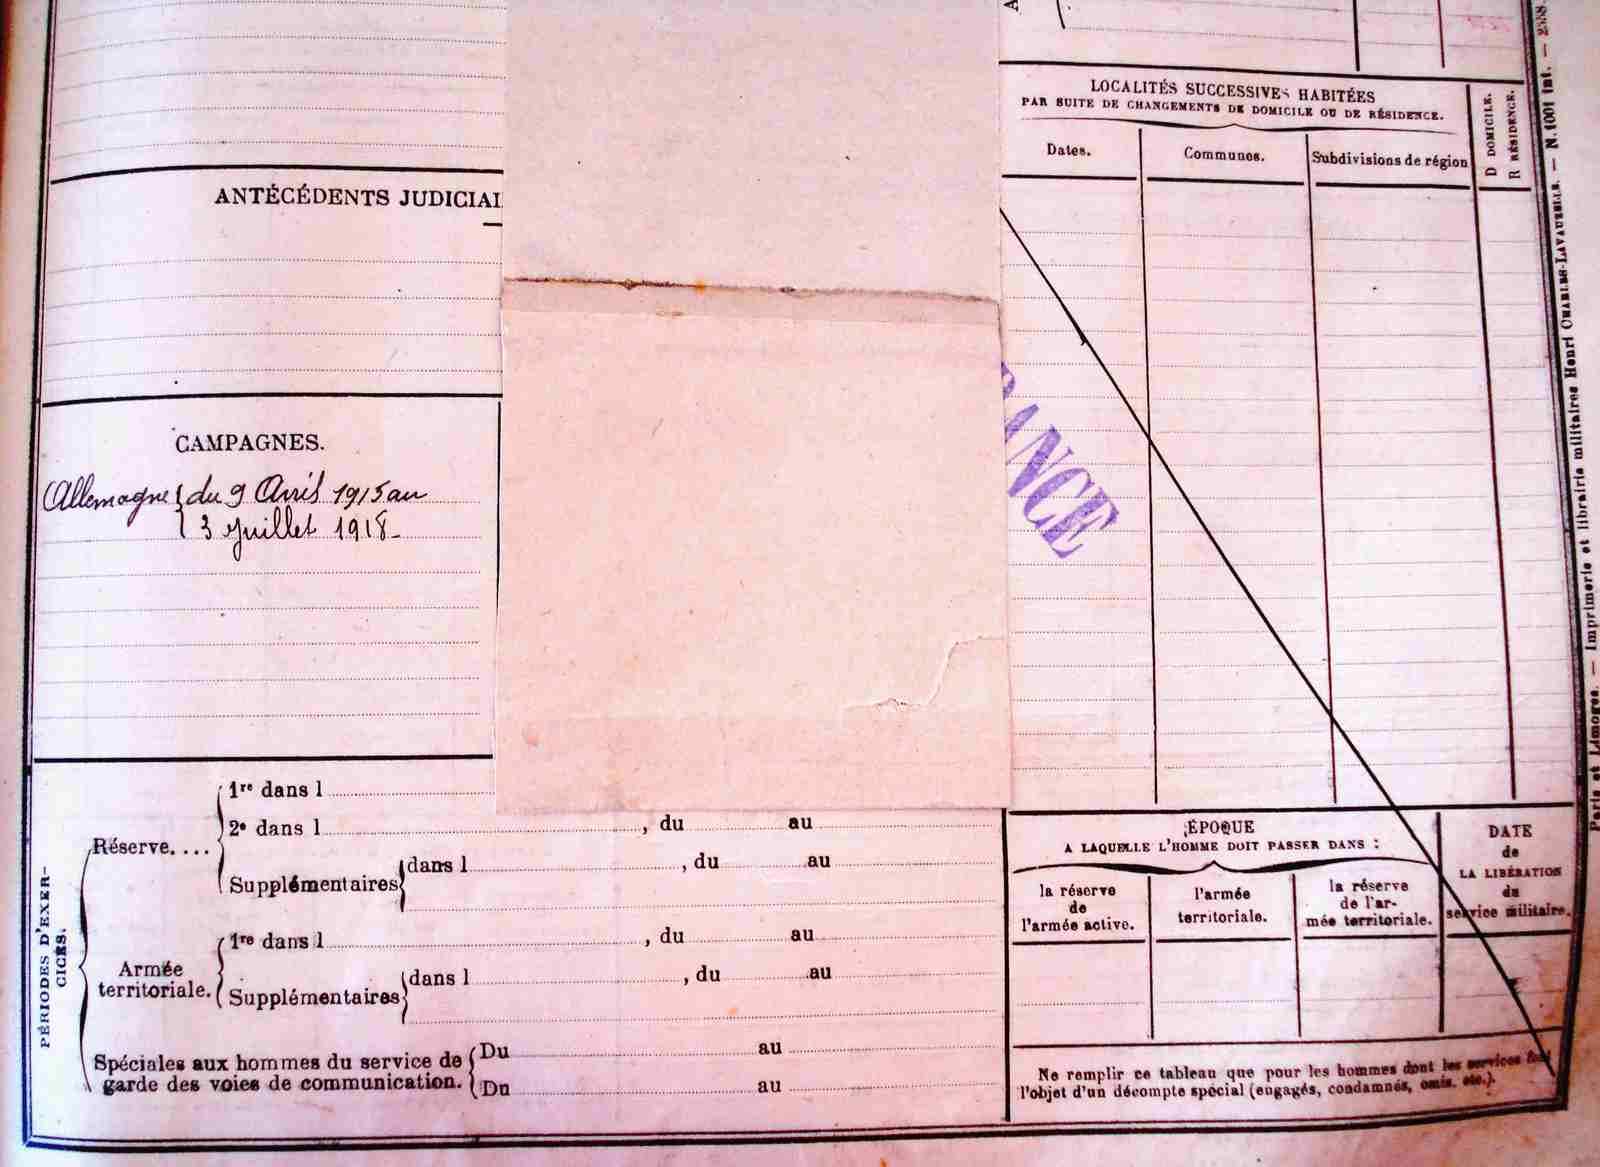 LOCALITÉS SUCCESSIVES HABITÉES
PAR SUITE DE CHANGEMENTS DE DOMICILE OU DE RÉSIDENCE.
Dates.
Communes.
Subdivisions de région
D DOMICILE.
R RÉSIDENCE.
ANTÉCÉDENTS JUDICIAI
CAMPAGNES.
Allemagne { du 9 Avril 1915 au
3 Juillet 1918 -
ANCE
PÉRIODES D'EXER-
CICES.
Réserve....
1re dans l
2e dans l , du au
Supplémentaires dans l , du au
Armée
territoriale.
1re dans l , du au
Supplémentaires dans l , du au
Spéciales aux hommes du service de
garde des voies de communication.
Du au
Du au
ÉPOQUE
A LAQUELLE L'HOMME DOIT PASSER DANS :
la réserve
de
l'armée active.
l'armée
territoriale.
la réserve
de l'ar-
mée territoriale.
DATE
de
LA LIBÉRATION
du
service militaire.
Ne remplir ce tableau que pour les hommes dont les services font
l'objet d'un décompte spécial (engagés, condamnés, omis. etc.).
Paris et Limoges. — Imprimerie et librairie militaires Henri CHARLES-LAVAUZELLE. — N. 1001 int. —